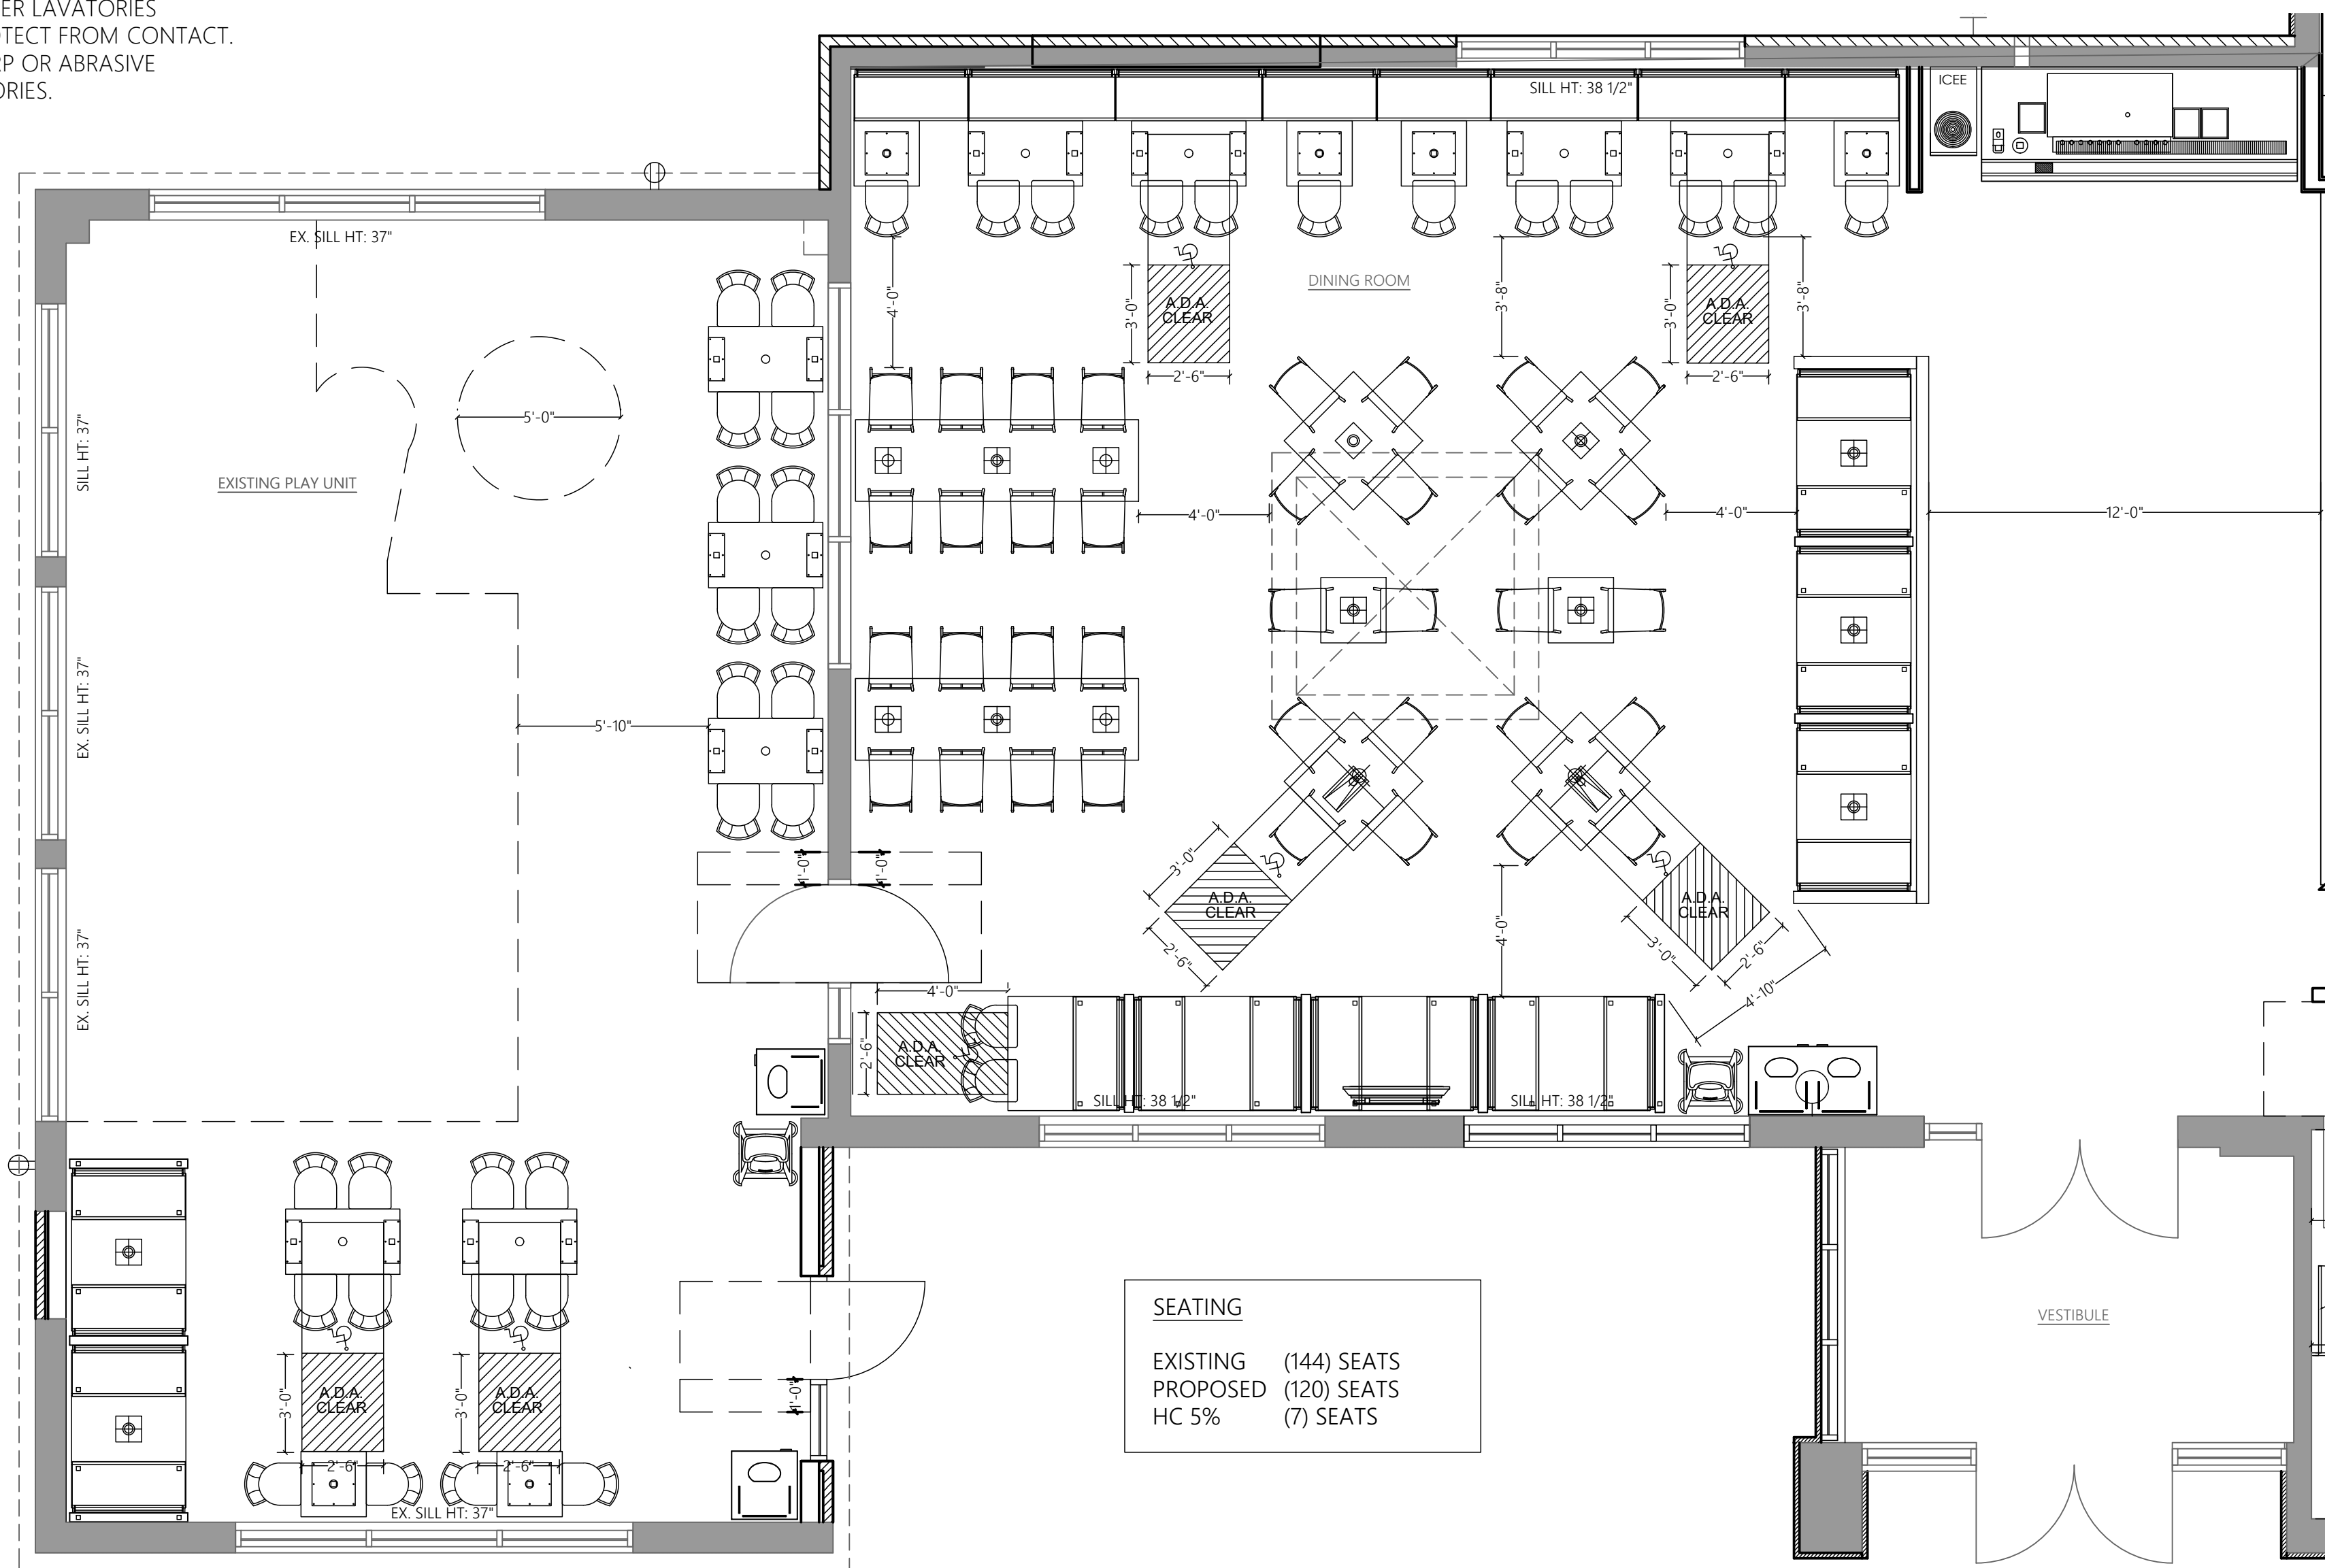 ER LAVATORIES
OTECT FROM CONTACT.
RP OR ABRASIVE
ORIES.
ICEE
SILL HT: 38 1/2"
EX. SILL HT: 37"
DINING ROOM
4'-0"
3'-0"
A.D.A.
CLEAR
2'-6"
3'-8"
3'-0"
A.D.A.
CLEAR
2'-6"
3'-8"
5'-0"
SILL HT: 37"
EXISTING PLAY UNIT
4'-0"
4'-0"
12'-0"
EX. SILL HT: 37"
5'-10"
1'-0"
1'-0"
3'-0"
A.D.A.
CLEAR
2'-6"
4'-0"
A.D.A.
CLEAR
3'-0"
2'-6"
4'-10"
EX. SILL HT: 37"
4'-0"
2'-6"
A.D.A.
CLEAR
SILL HT: 38 1/2"
SILL HT: 38 1/2"
SEATING
EXISTING (144) SEATS
PROPOSED (120) SEATS
HC 5% (7) SEATS
VESTIBULE
3'-0"
A.D.A.
CLEAR
2'-6"
3'-0"
A.D.A.
CLEAR
2'-6"
1'-0"
EX. SILL HT: 37"